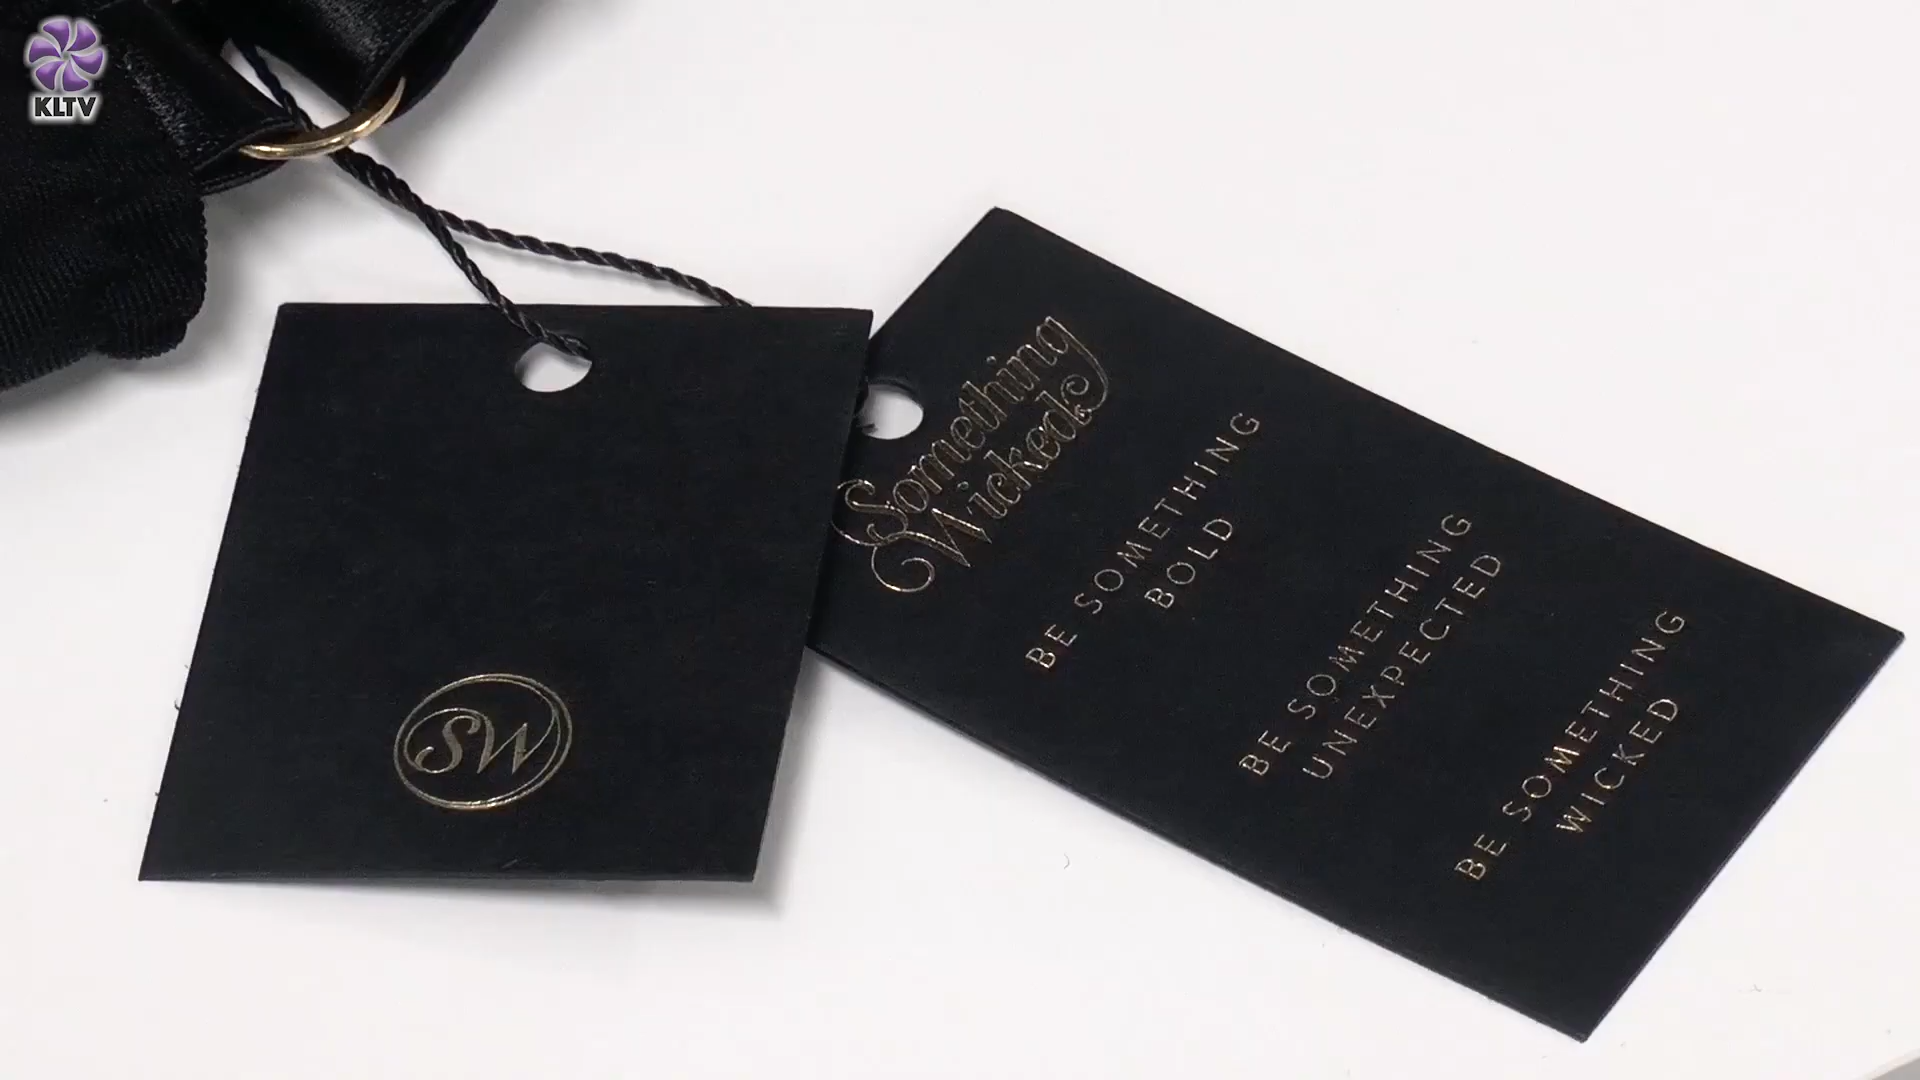 KLTV
SW
Something
Wicked
BE SOMETHING
BOLD
BE SOMETHING
UNEXPECTED
BE SOMETHING
WICKED